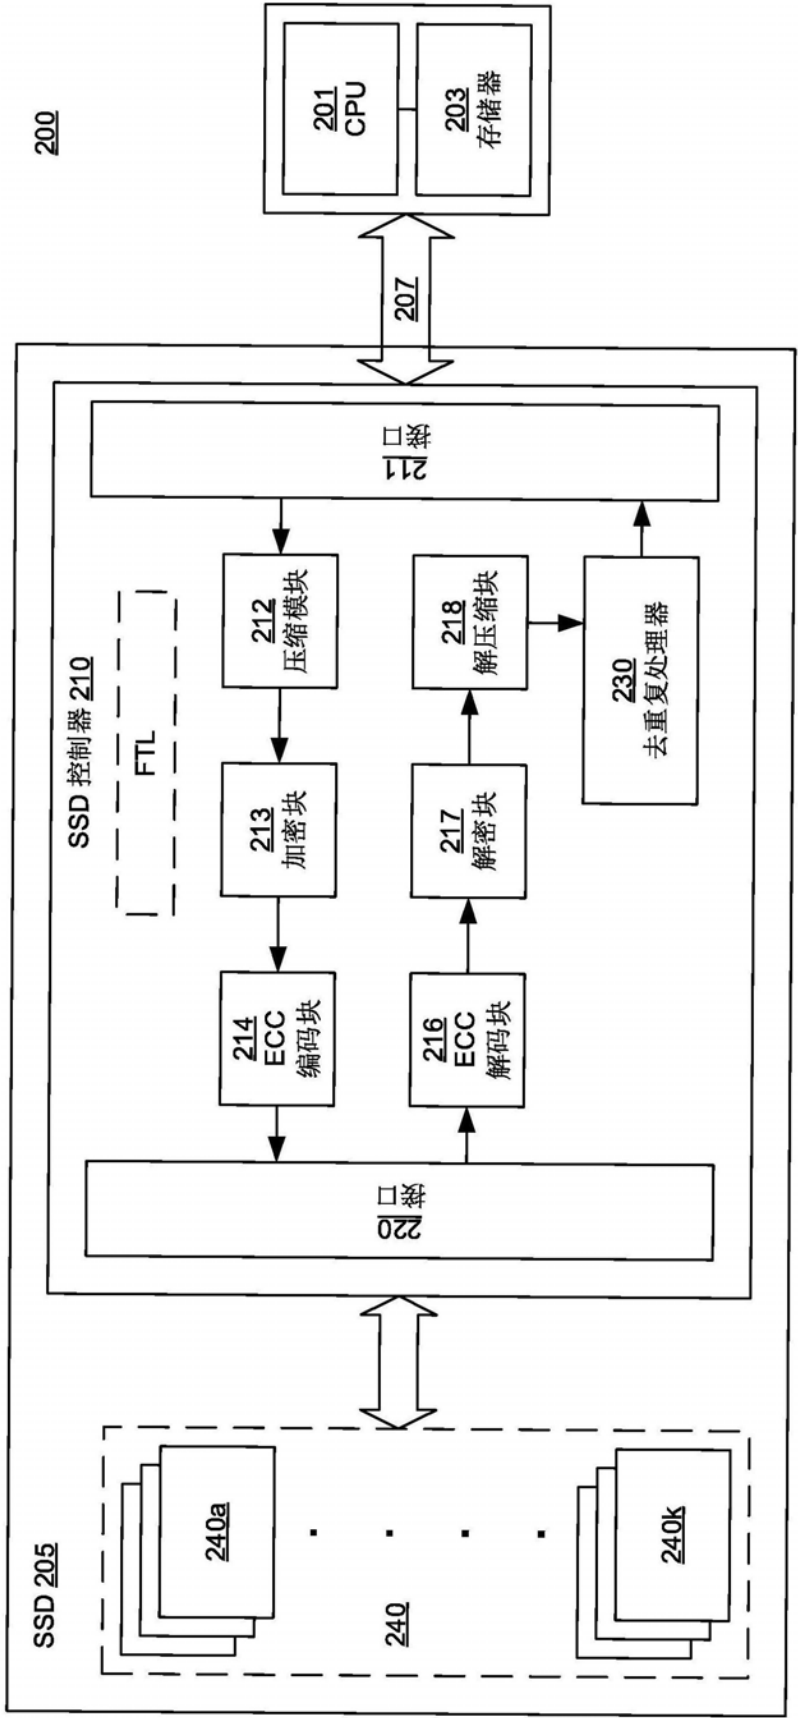 200
SSD 205
SSD 控制器 210
FTL
240a
240
240k
220
接口
214
ECC
编码块
213
加密块
212
压缩模块
216
ECC
解码块
217
解密块
218
解压缩块
230
去重复处理器
211
接口
207
201
CPU
203
存储器